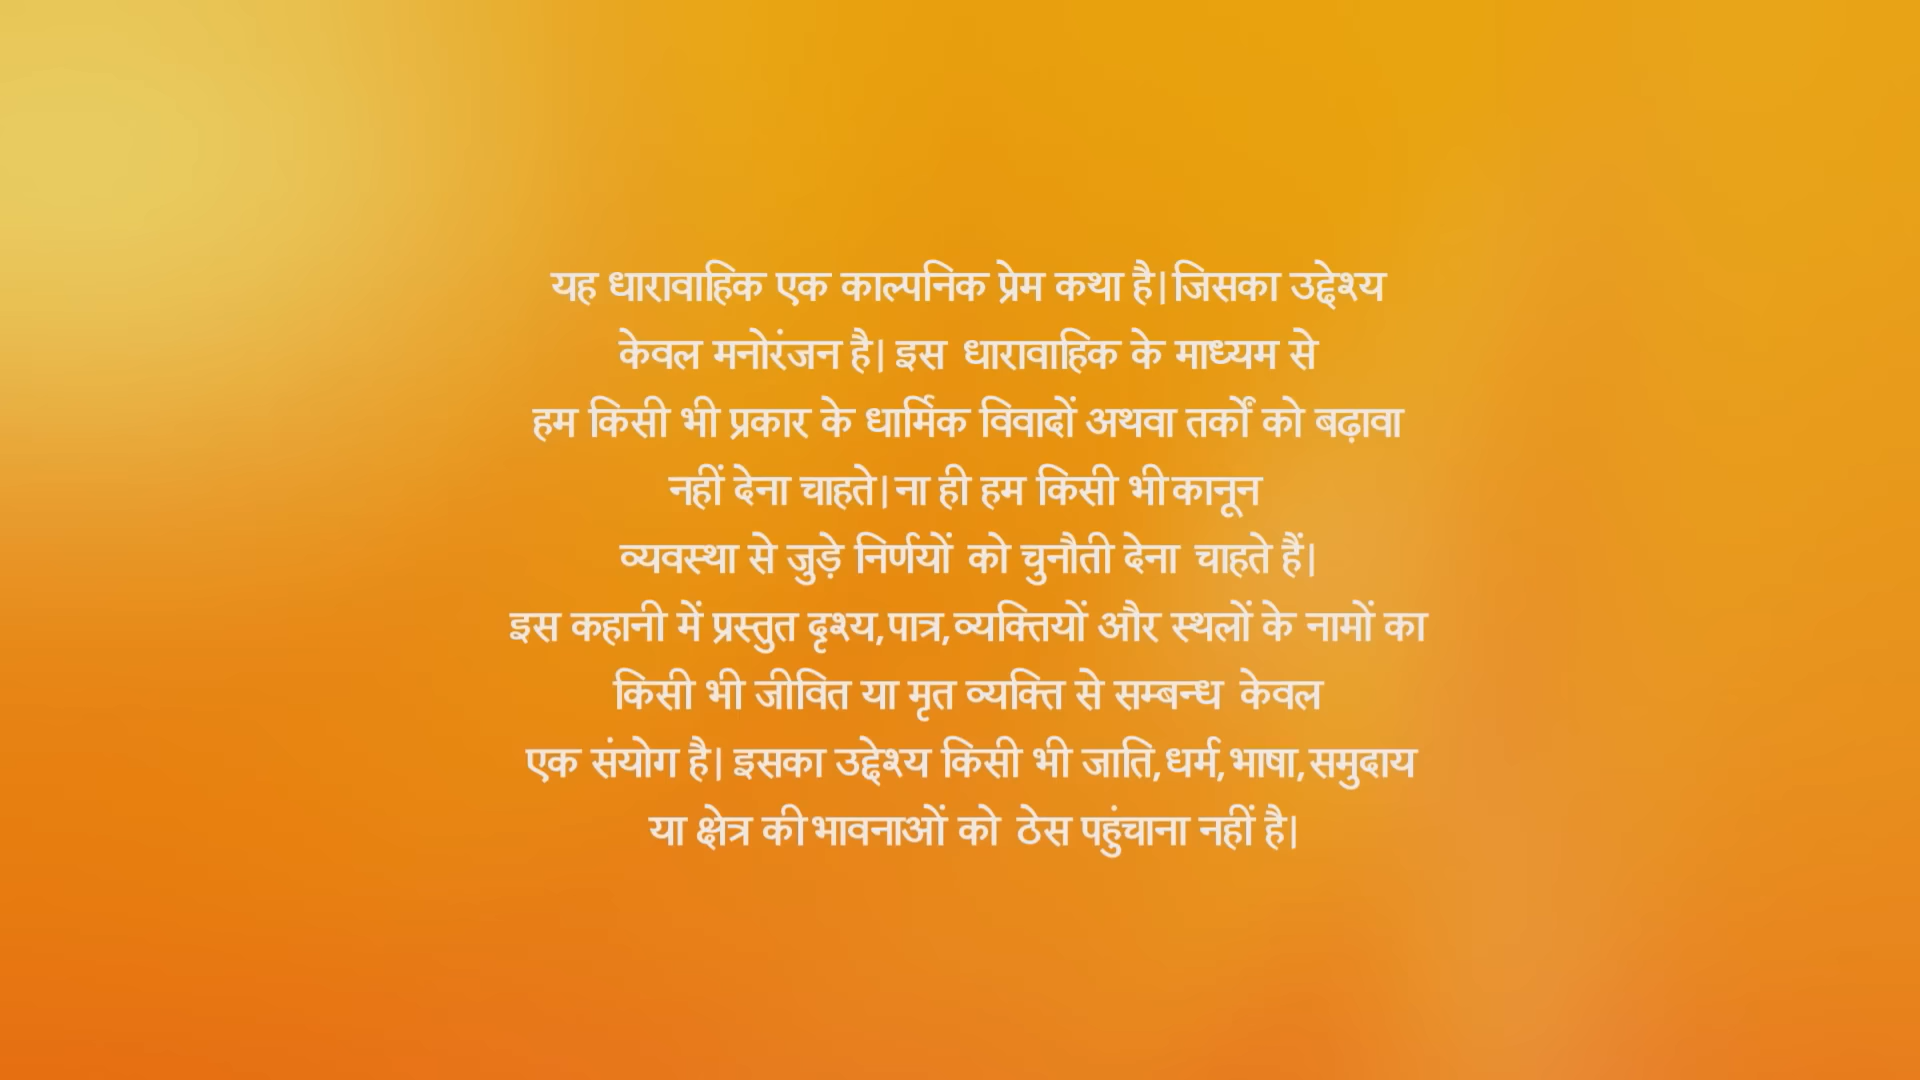 यह धारावाहिक एक काल्पनिक प्रेम कथा है।जिसका उद्देश्य
केवल मनोरंजन है। इस धारावाहिक के माध्यम से
हम किसी भी प्रकार के धार्मिक विवादों अथवा तर्कों को बढ़ावा
नहीं देना चाहते।ना ही हम किसी भी कानून
व्यवस्था से जुड़े निर्णयों को चुनौती देना चाहते हैं।
इस कहानी में प्रस्तुत दृश्य,पात्र,व्यक्तियों और स्थलों के नामों का
किसी भी जीवित या मृत व्यक्ति से सम्बन्ध केवल
एक संयोग है। इसका उद्देश्य किसी भी जाति,धर्म,भाषा,समुदाय
या क्षेत्र की भावनाओं को ठेस पहुंचाना नहीं है।